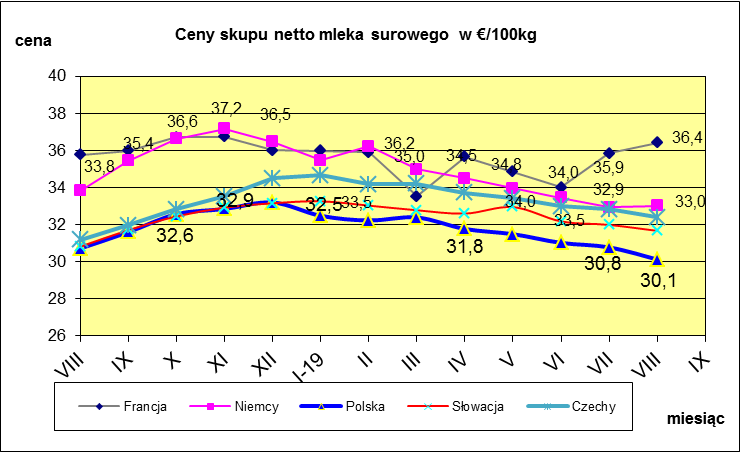 Ceny skupu netto mleka surowego w €/100kg
cena
40
38
36
34
32
30
28
26
33,8
35,4
36,6
37,2
36,5
36,2
35,0
34,5
34,8
34,0
35,9
36,4
32,6
32,9
32,5
33,5
31,8
34,0
33,5
32,9
30,8
33,0
30,1
VIII
IX
X
XI
XII
I-19
II
III
IV
V
VI
VII
VIII
IX
Francja
Niemcy
Polska
Słowacja
Czechy
miesiąc